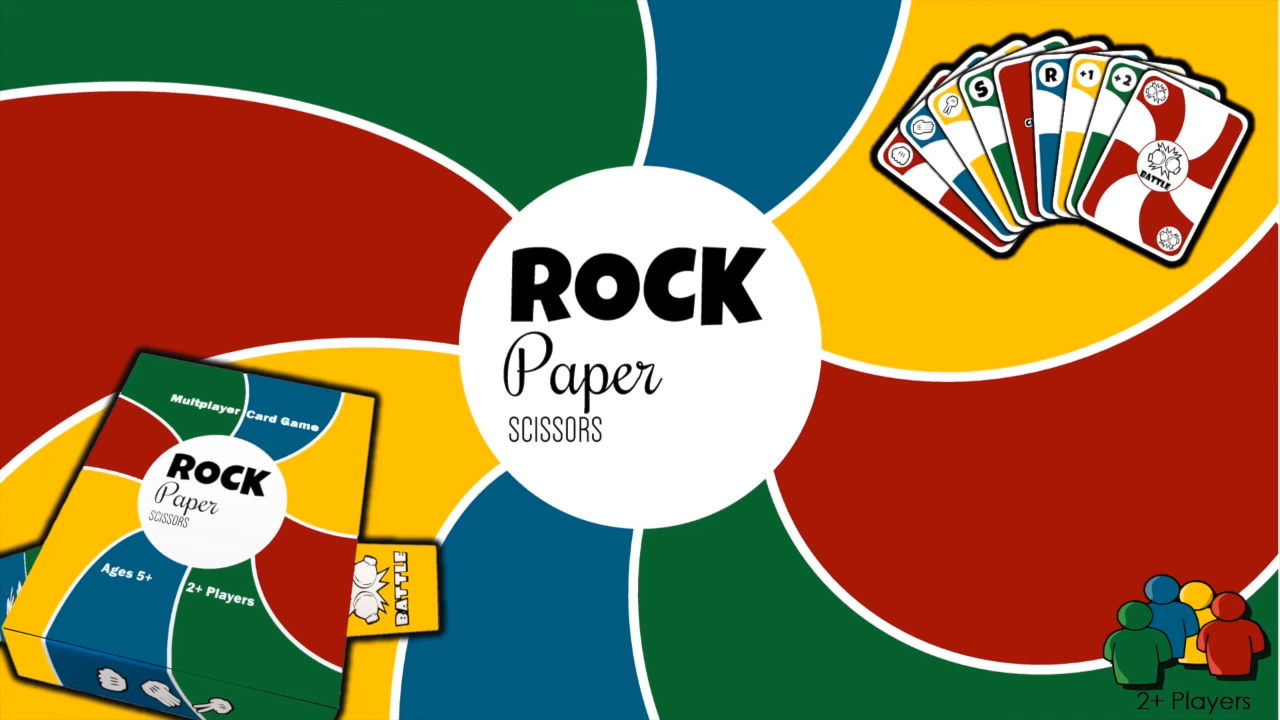 S
R
+1
+2
BATTLE
ROCK
Paper
SCISSORS
Multplayer Card Game
ROCK
Paper
SCISSORS
Ages 5+
2+ Players
BATTLE
2+ Players